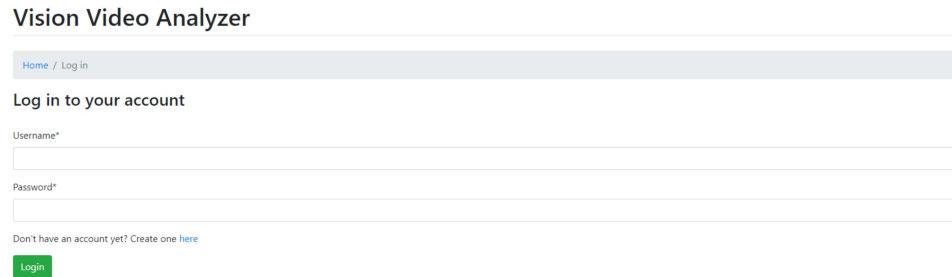 Vision Video Analyzer
Home / Log in
Log in to your account
Username*
Password*
Don't have an account yet? Create one here
Login